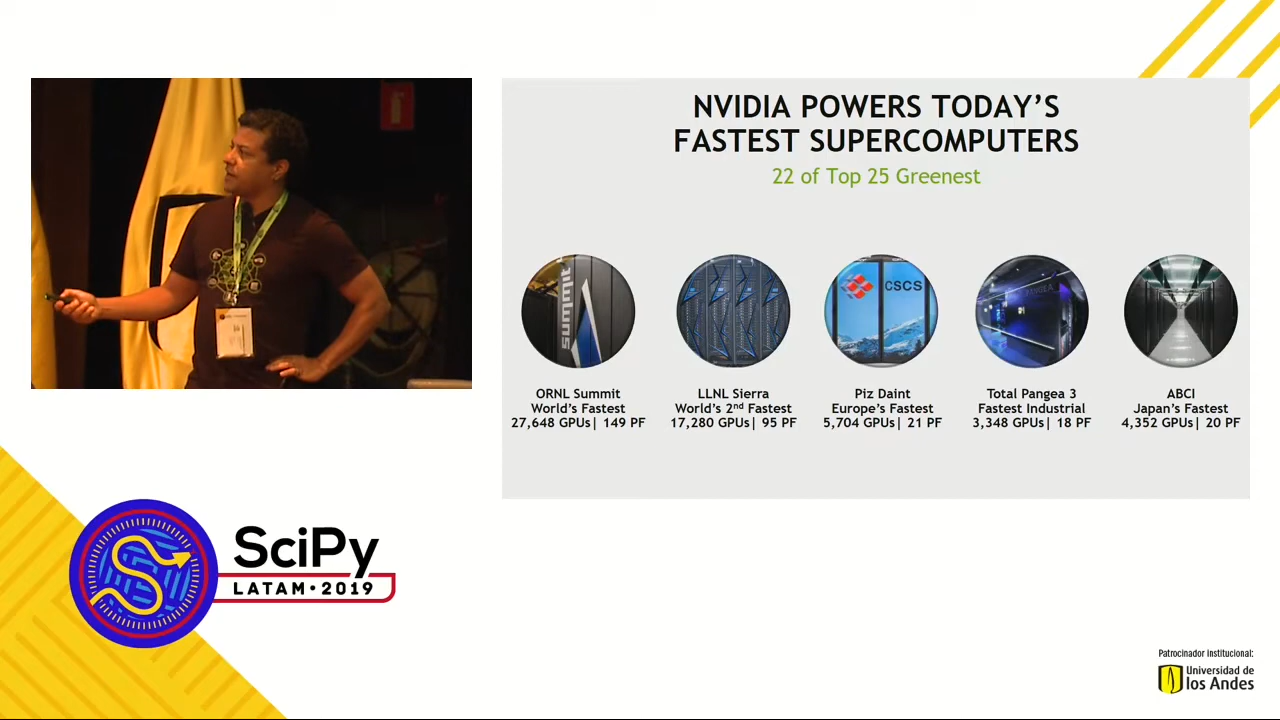 NVIDIA POWERS TODAY'S
FASTEST SUPERCOMPUTERS
22 of Top 25 Greenest
summit
CSCS
PANGEA
ORNL Summit
World's Fastest
27,648 GPUs| 149 PF
LLNL Sierra
World's 2nd Fastest
17,280 GPUs| 95 PF
Piz Daint
Europe's Fastest
5,704 GPUs| 21 PF
Total Pangea 3
Fastest Industrial
3,348 GPUs| 18 PF
ABCI
Japan's Fastest
4,352 GPUs| 20 PF
SciPy
LATAM • 2019
Patrocinador Institucional:
Universidad de
los Andes